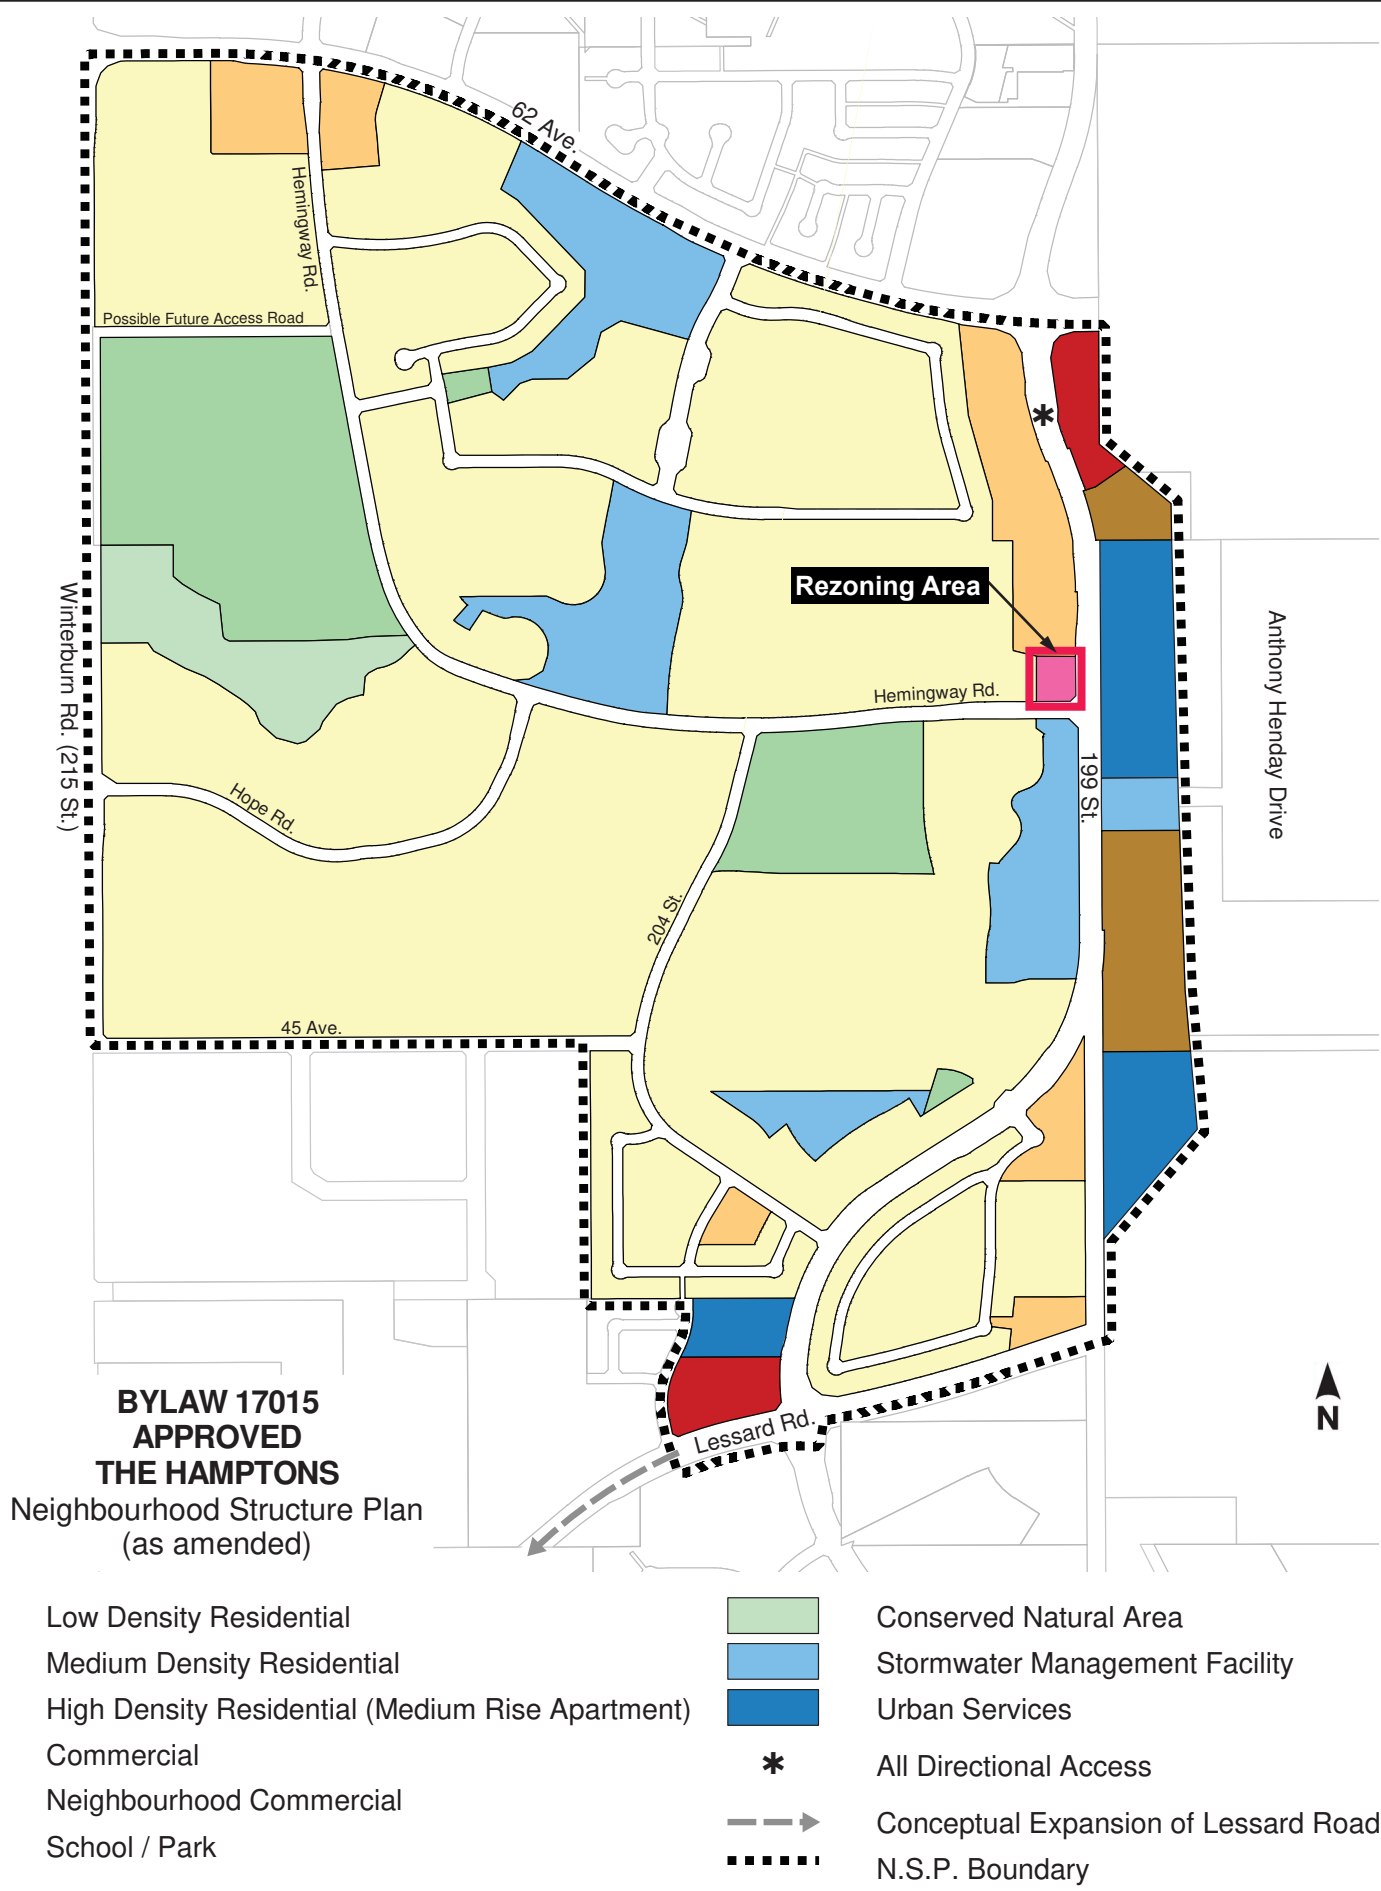 62 Ave.
Hemingway Rd.
Possible Future Access Road
Rezoning Area
Winterburn Rd. (215 St.)
Anthony Henday Drive
Hemingway Rd.
199 St.
Hope Rd.
204 St.
45 Ave.
Lessard Rd.
N
BYLAW 17015
APPROVED
THE HAMPTONS
Neighbourhood Structure Plan
(as amended)
Low Density Residential
Medium Density Residential
High Density Residential (Medium Rise Apartment)
Commercial
Neighbourhood Commercial
School / Park
Conserved Natural Area
Stormwater Management Facility
Urban Services
All Directional Access
Conceptual Expansion of Lessard Road
N.S.P. Boundary